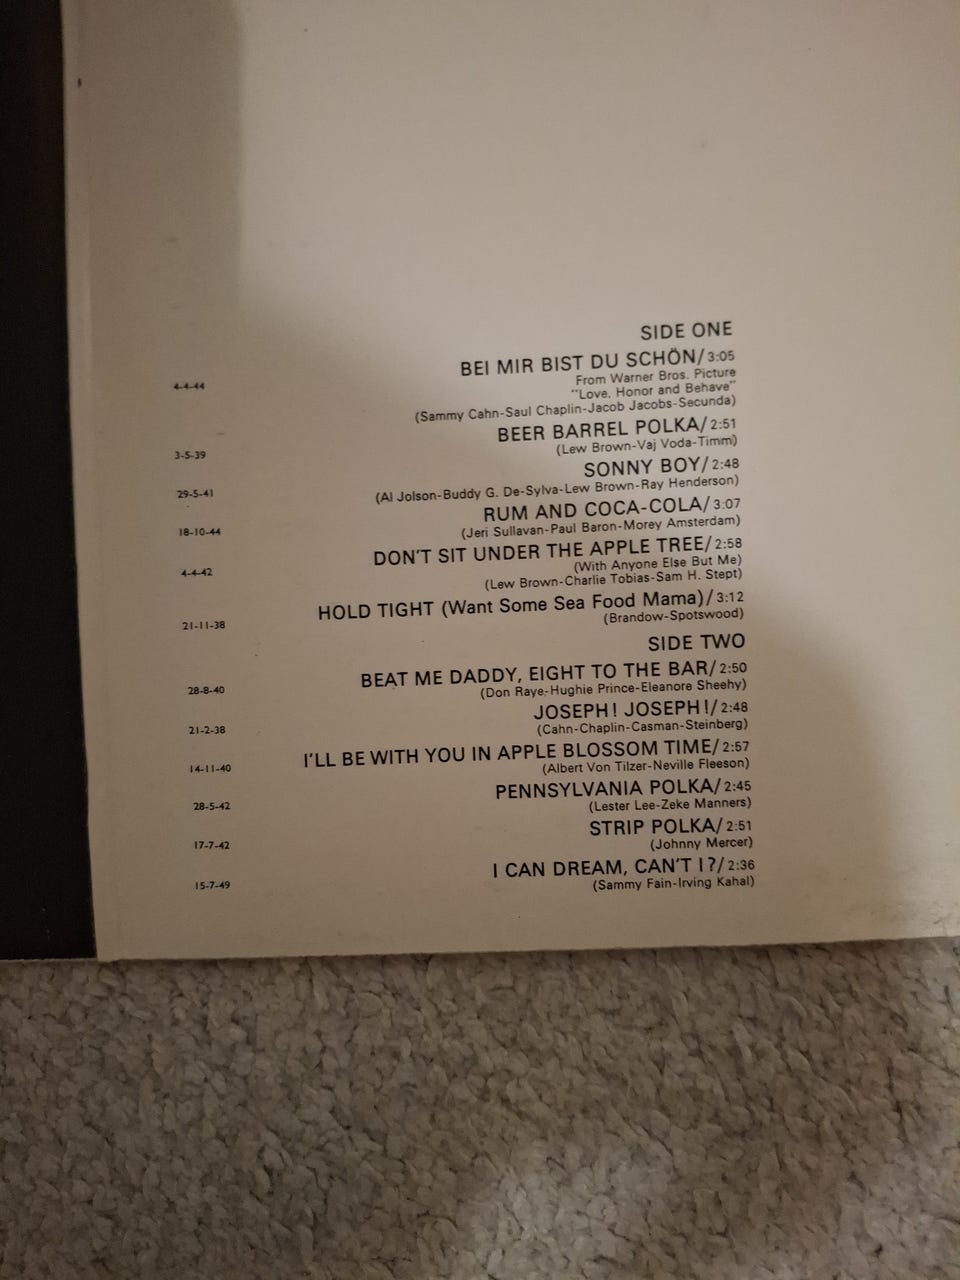 SIDE ONE
BEI MIR BIST DU SCHÖN/3:05
From Warner Bros. Picture
4-4-44 "Love, Honor and Behave"
(Sammy Cahn-Saul Chaplin-Jacob Jacobs-Secunda)
BEER BARREL POLKA/2:51
3-5-39 (Lew Brown-Vaj Voda-Timm)
SONNY BOY/2:48
29-5-41 (Al Jolson-Buddy G. De-Sylva-Lew Brown-Ray Henderson)
RUM AND COCA-COLA/3:07
18-10-44 (Jeri Sullavan-Paul Baron-Morey Amsterdam)
DON'T SIT UNDER THE APPLE TREE/2:58
4-4-42 (With Anyone Else But Me)
(Lew Brown-Charlie Tobias-Sam H. Stept)
HOLD TIGHT (Want Some Sea Food Mama)/3:12
21-11-38 (Brandow-Spotswood)
SIDE TWO
BEAT ME DADDY, EIGHT TO THE BAR/2:50
28-8-40 (Don Raye-Hughie Prince-Eleanore Sheehy)
JOSEPH! JOSEPH!/2:48
21-2-38 (Cahn-Chaplin-Casman-Steinberg)
I'LL BE WITH YOU IN APPLE BLOSSOM TIME/2:57
14-11-40 (Albert Von Tilzer-Neville Fleeson)
PENNSYLVANIA POLKA/2:45
28-5-42 (Lester Lee-Zeke Manners)
STRIP POLKA/2:51
17-7-42 (Johnny Mercer)
I CAN DREAM, CAN'T I?/2:36
15-7-49 (Sammy Fain-Irving Kahal)